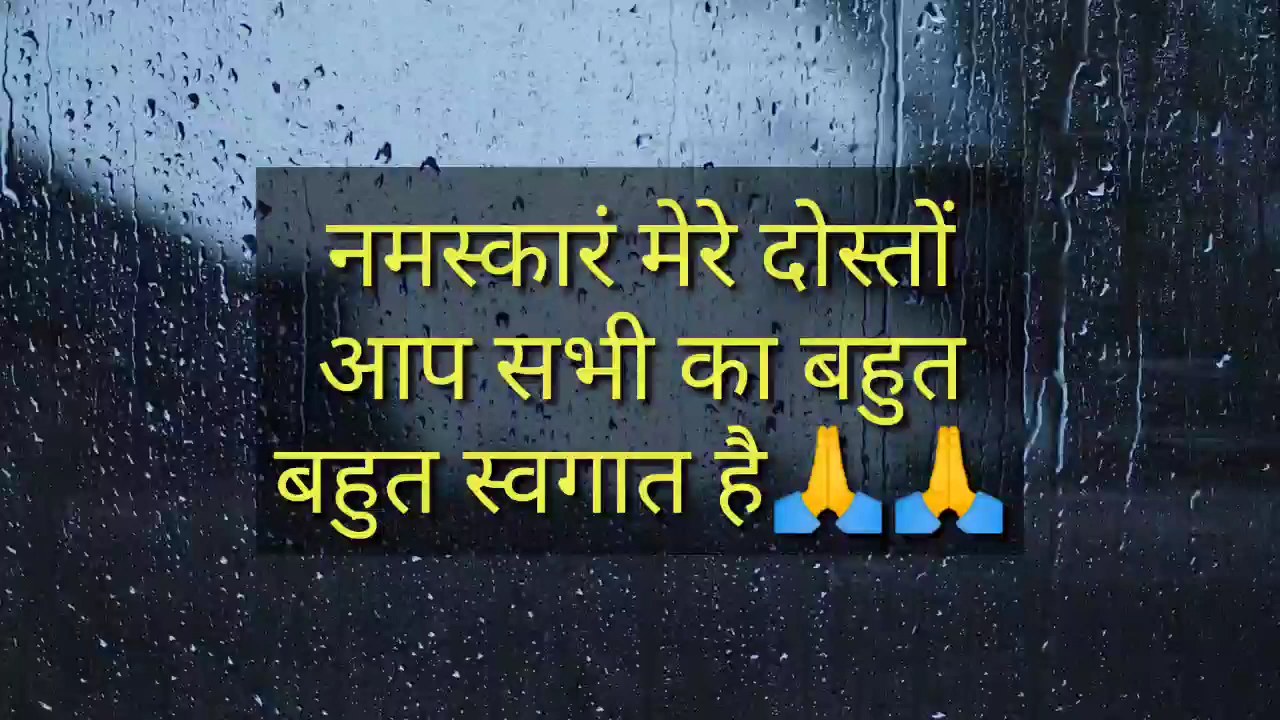 नमस्कारं मेरे दोस्तों
आप सभी का बहुत
बहुत स्वगात है🙏🙏